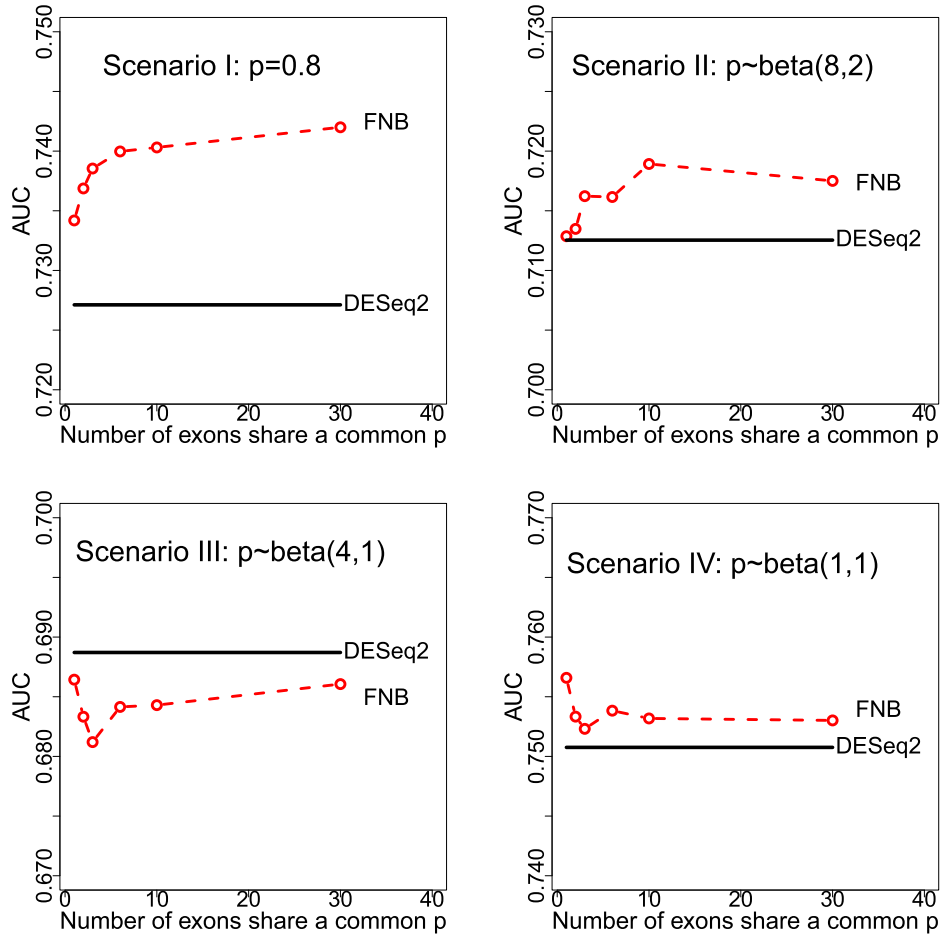 Scenario I: p=0.8
FNB
DESeq2
AUC
0.720 0.730 0.740 0.750
0 10 20 30 40
Number of exons share a common p
Scenario II: p~beta(8,2)
FNB
DESeq2
AUC
0.700 0.710 0.720 0.730
0 10 20 30 40
Number of exons share a common p
Scenario III: p~beta(4,1)
DESeq2
FNB
AUC
0.670 0.680 0.690 0.700
0 10 20 30 40
Number of exons share a common p
Scenario IV: p~beta(1,1)
FNB
DESeq2
AUC
0.740 0.750 0.760 0.770
0 10 20 30 40
Number of exons share a common p